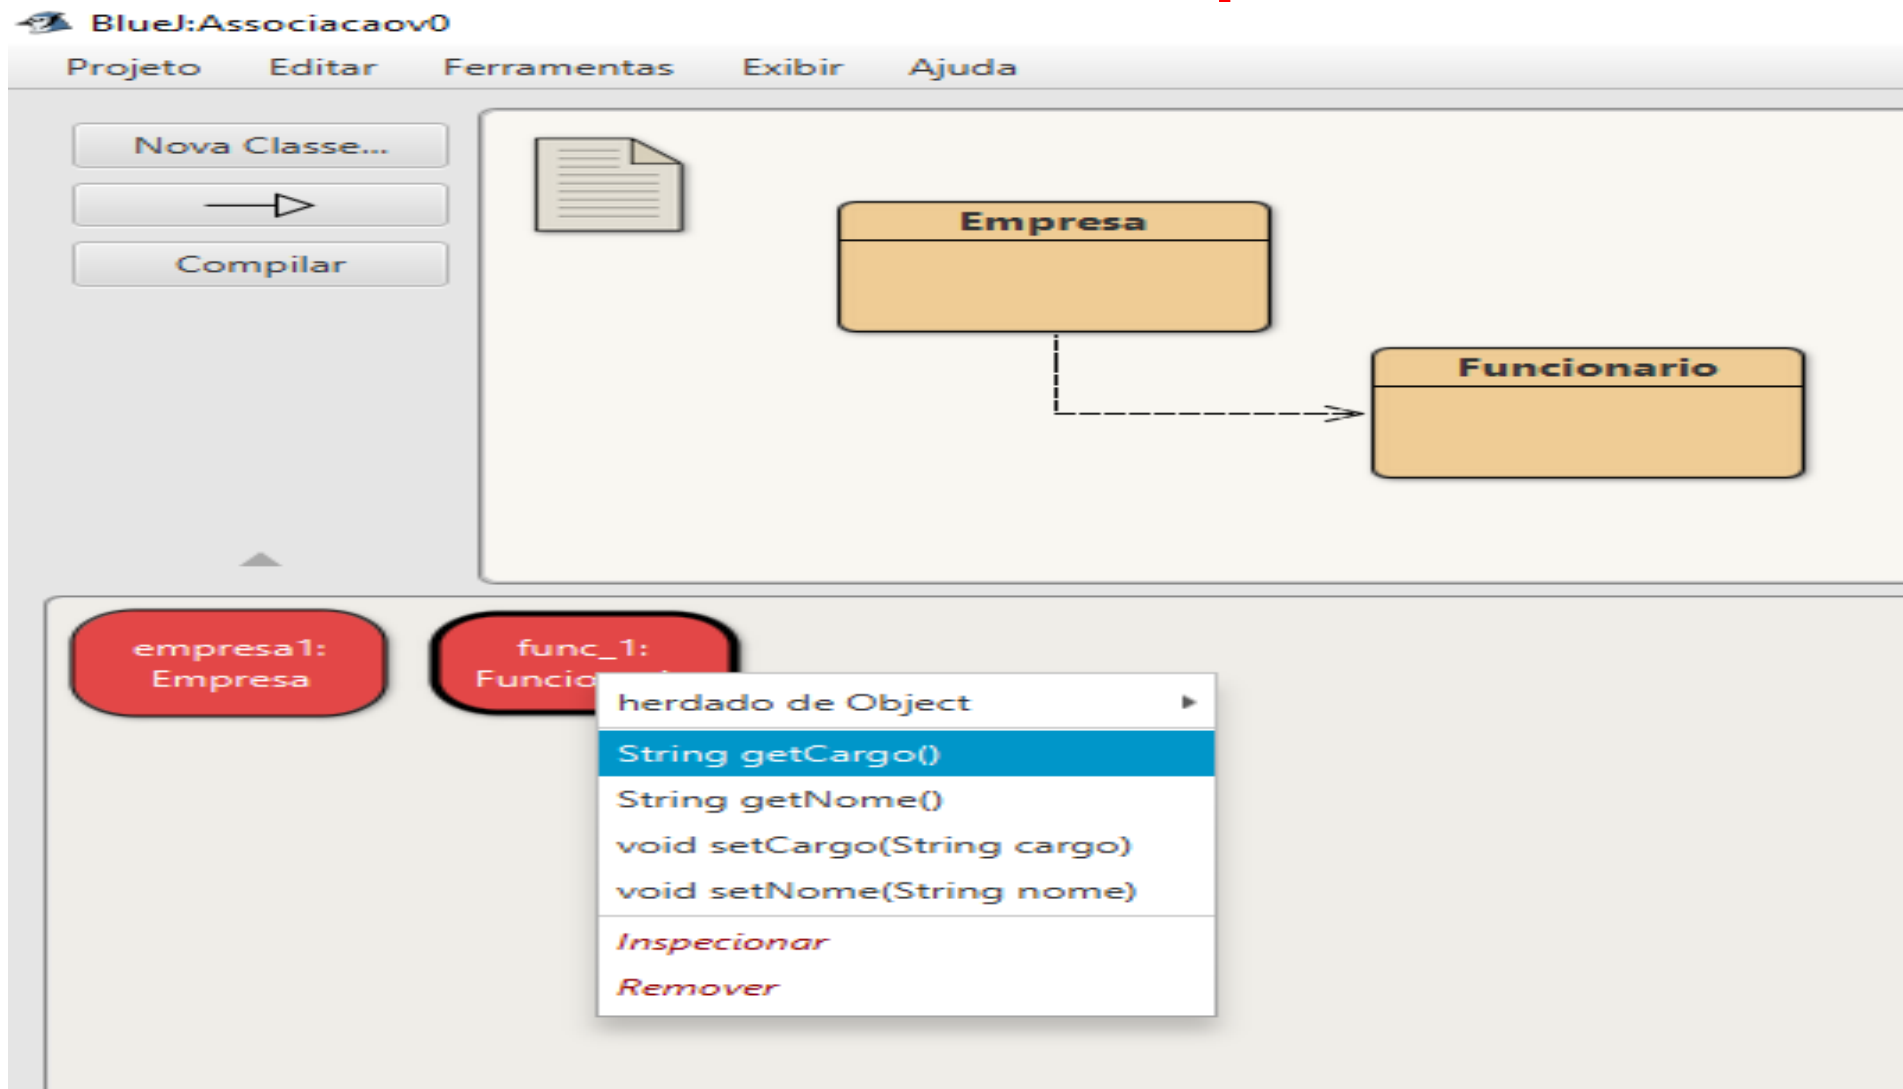 BlueJ:Associacaov0
Projeto Editar Ferramentas Exibir Ajuda
Nova Classe...
Compilar
Empresa
Funcionario
empresa1:
Empresa
func_1:
herdado de Object
String getCargo()
String getNome()
void setCargo(String cargo)
void setNome(String nome)
Inspecionar
Remover